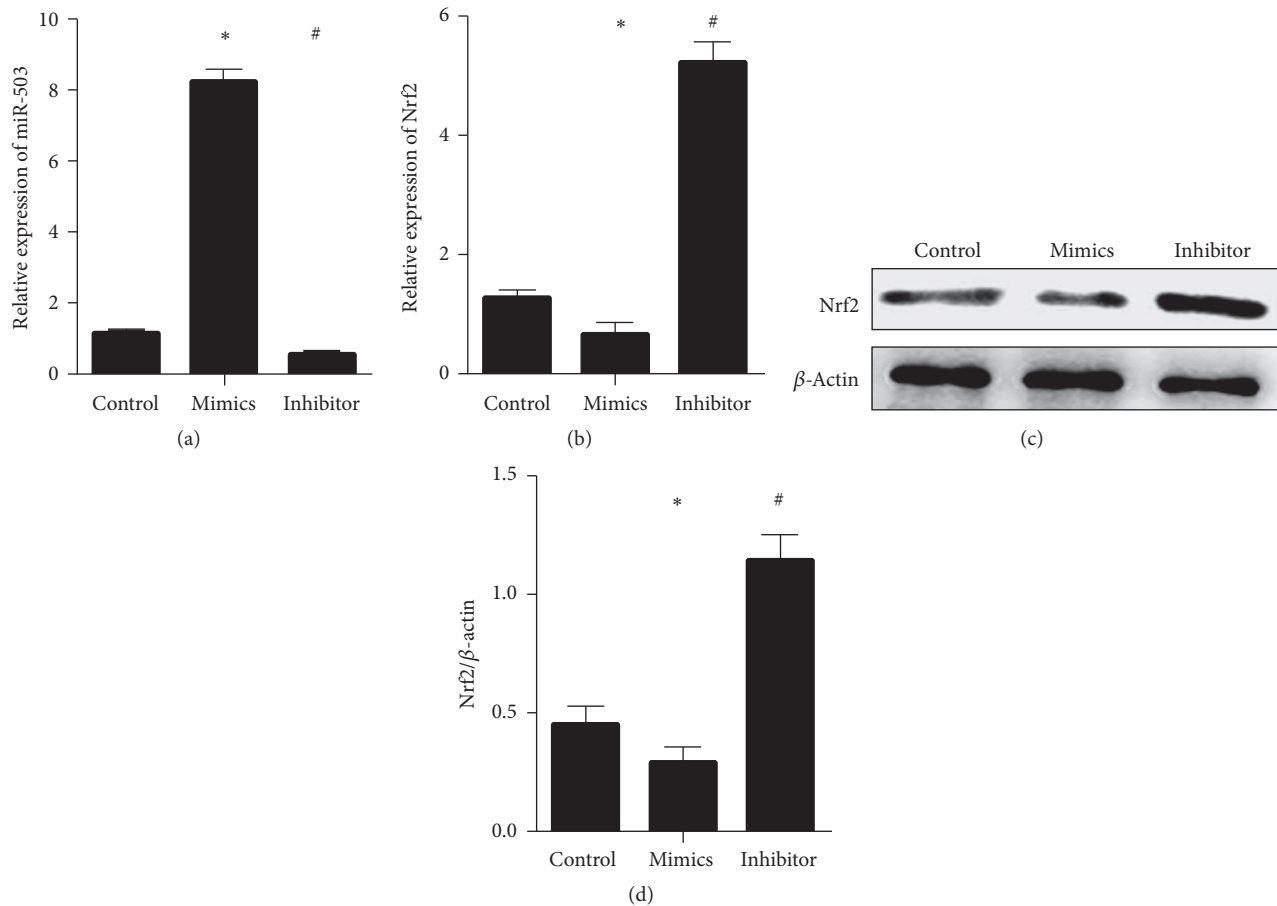 Relative expression of miR-503
10
8
6
4
2
0
*
#
Control Mimics Inhibitor
(a)
Relative expression of Nrf2
6
4
2
0
*
#
Control Mimics Inhibitor
(b)
Control Mimics Inhibitor
Nrf2
β-Actin
(c)
Nrf2/β-actin
1.5
1.0
0.5
0.0
*
#
Control Mimics Inhibitor
(d)